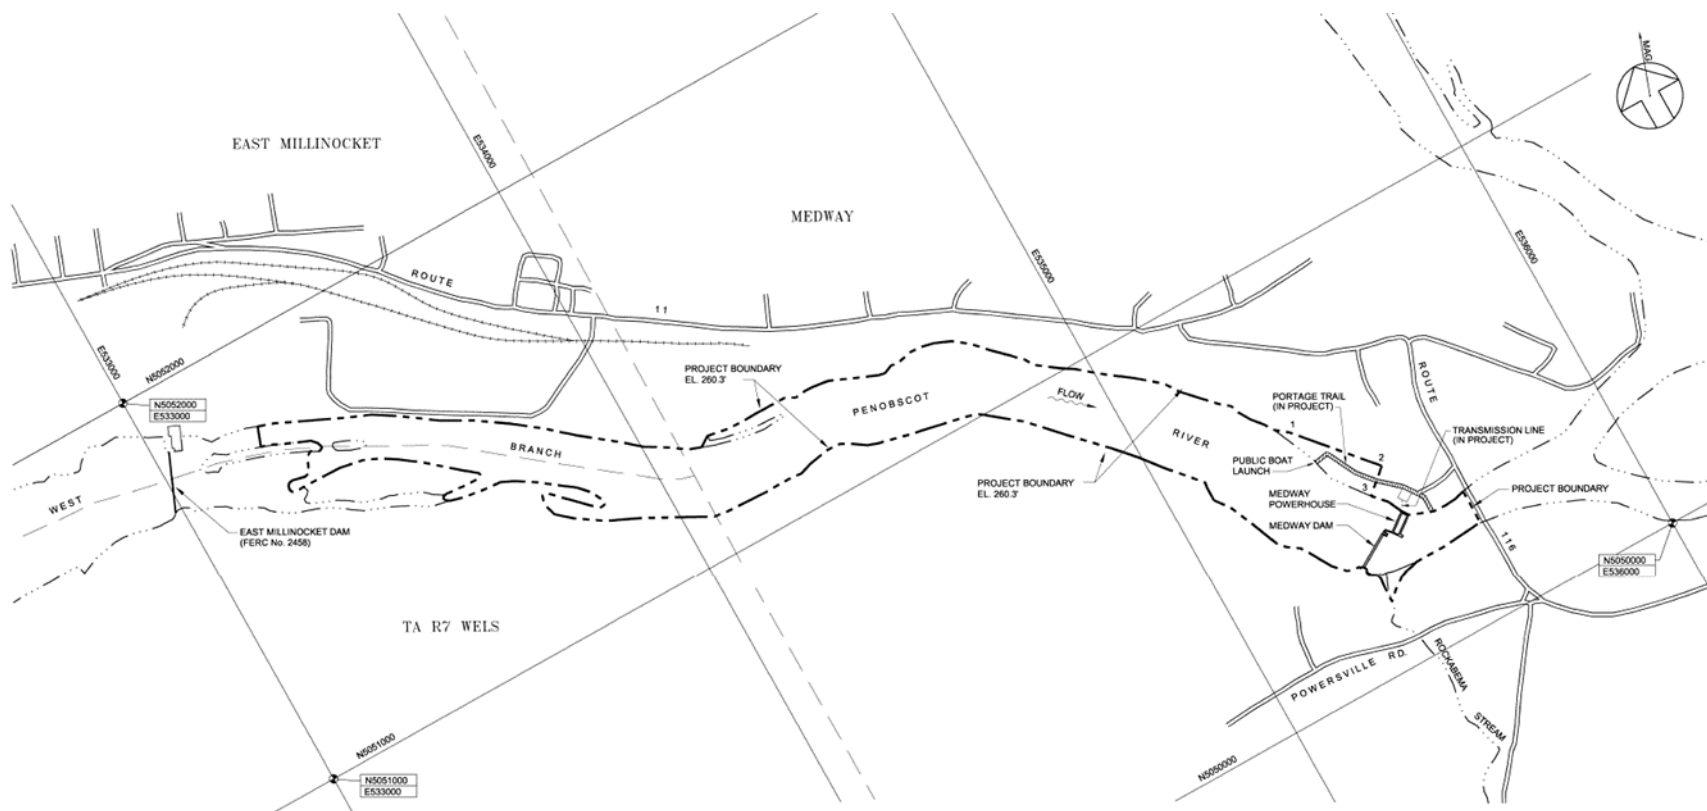 MAG.
EAST MILLINOCKET
MEDWAY
E534000
E535000
E536000
ROUTE
11
E533000
N5052000
N5052000
E533000
PROJECT BOUNDARY
EL. 260.3'
PENOBSCOT
FLOW
RIVER
BRANCH
WEST
EAST MILLINOCKET DAM
(FERC No. 2458)
PROJECT BOUNDARY
EL. 260.3'
PORTAGE TRAIL
(IN PROJECT)
ROUTE
116
1
2
3
TRANSMISSION LINE
(IN PROJECT)
PUBLIC BOAT
LAUNCH
MEDWAY
POWERHOUSE
MEDWAY DAM
PROJECT BOUNDARY
N5050000
E536000
TA R7 WELS
POWERSVILLE RD.
ROCKABEMA
STREAM
N5051000
N5051000
E533000
N5050000